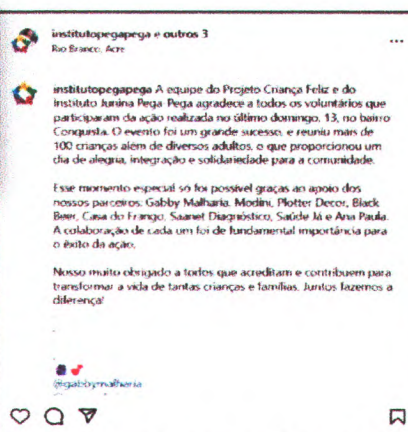 institutopegapega e outros 3
Rio Branco, Acre
institutopegapega A equipe do Projeto Criança Feliz e do
Instituto Junina Pega-Pega agradece a todos os voluntários que
participaram da ação realizada no último domingo, 13, no bairro
Conquista. O evento foi um grande sucesso, e reuniu mais de
100 crianças além de diversos adultos, o que proporcionou um
dia de alegria, integração e solidariedade para a comunidade.
Esse momento especial só foi possível graças ao apoio dos
nossos parceiros: Gabby Malharia, Modini, Plotter Decor, Black
Beer, Casa do Frango, Saanet Diagnóstico, Saúde Já e Ana Paula.
A colaboração de cada um foi de fundamental importância para
o êxito da ação.
Nosso muito obrigado a todos que acreditam e contribuem para
transformar a vida de tantas crianças e famílias. Juntos fazemos a
diferença!
.
.
@gabbymalharia